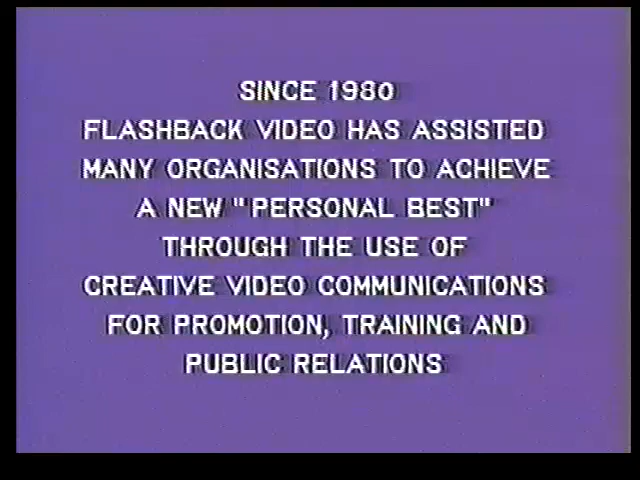 SINCE 1980
FLASHBACK VIDEO HAS ASSISTED
MANY ORGANISATIONS TO ACHIEVE
A NEW "PERSONAL BEST"
THROUGH THE USE OF
CREATIVE VIDEO COMMUNICATIONS
FOR PROMOTION, TRAINING AND
PUBLIC RELATIONS